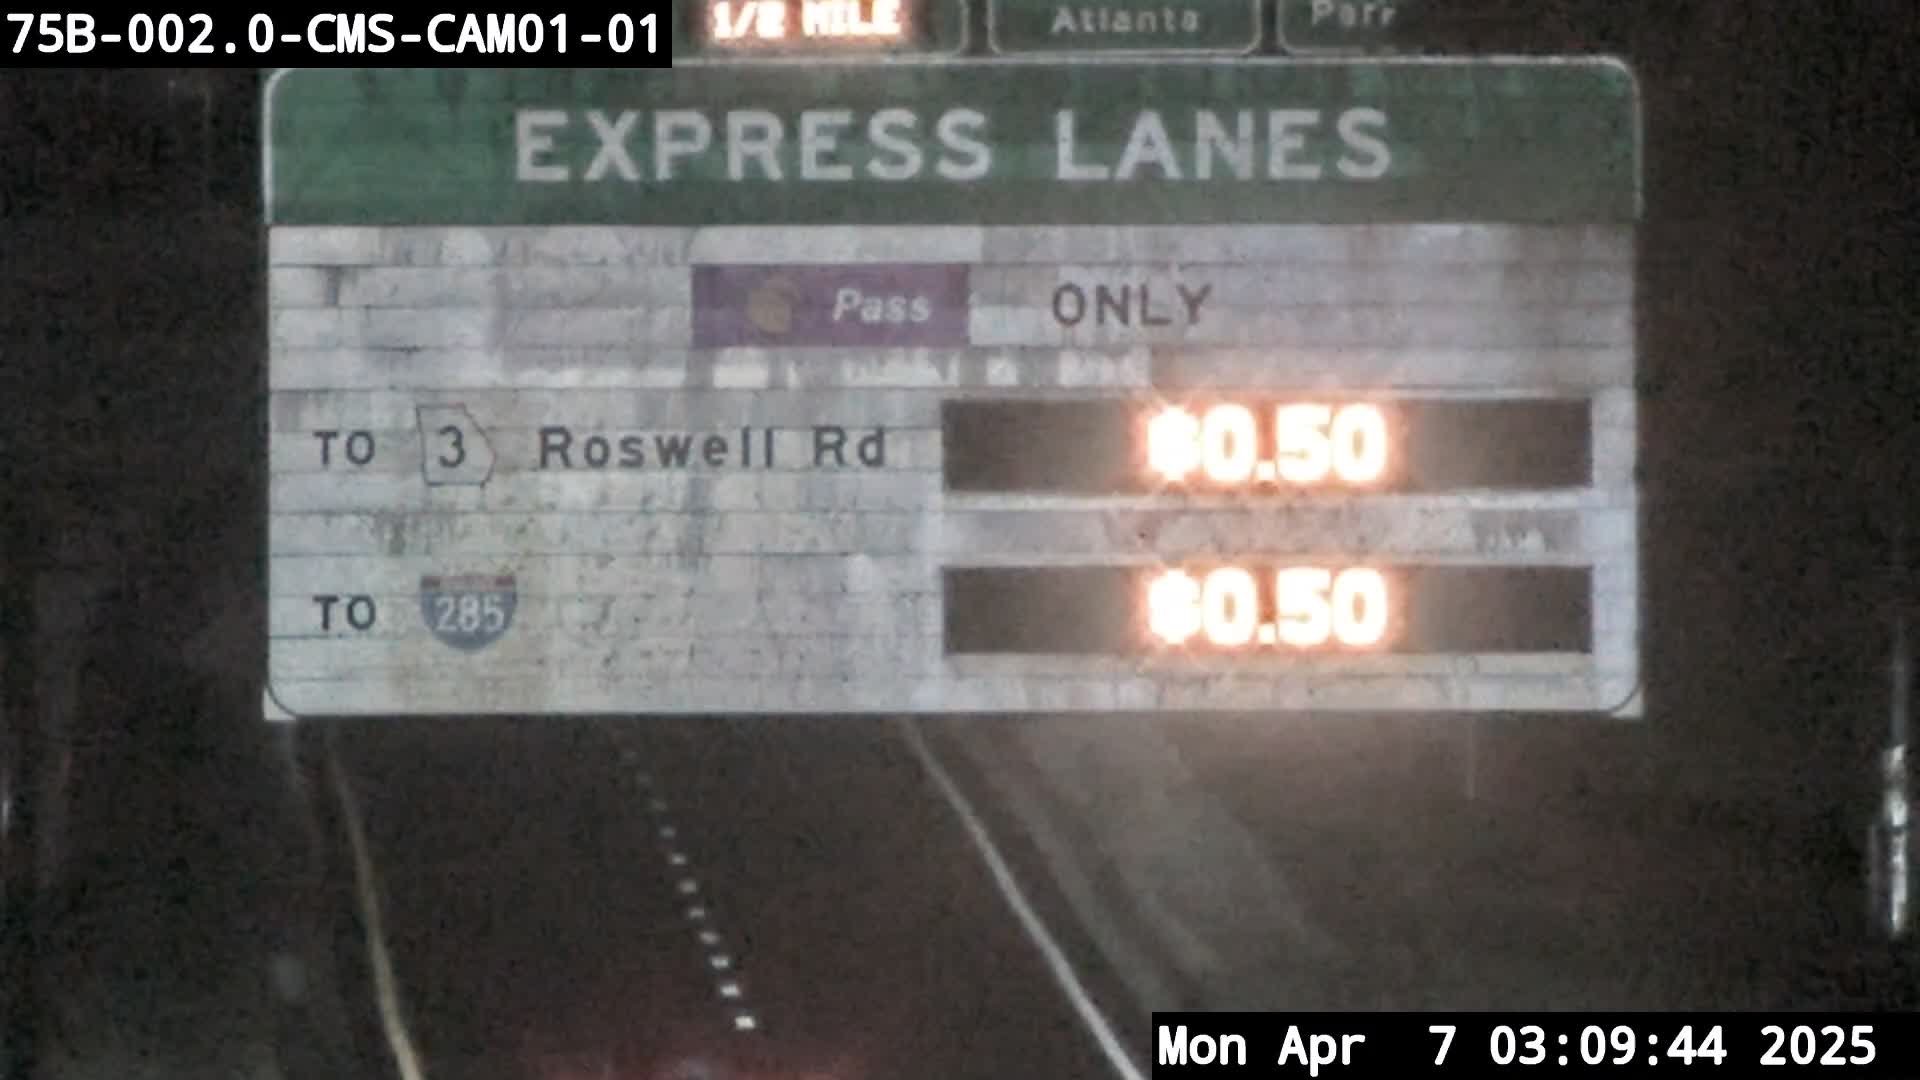 75B-002.0-CMS-CAM01-01
1/2 MILE
Atlanta
EXPRESS LANES
Pass ONLY
TO 3 Roswell Rd $0.50
TO 285 $0.50
Mon Apr 7 03:09:44 2025